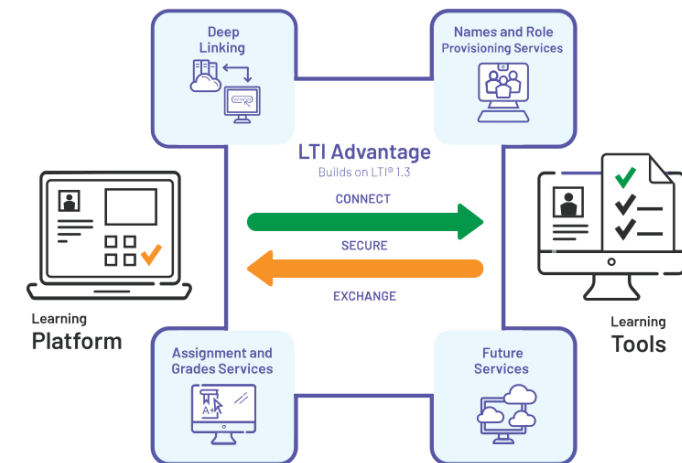 Deep
Linking
Names and Role
Provisioning Services
LTI Advantage
Builds on LTI® 1.3
CONNECT
SECURE
EXCHANGE
Learning
Platform
Learning
Tools
Assignment and
Grades Services
A+
Future
Services